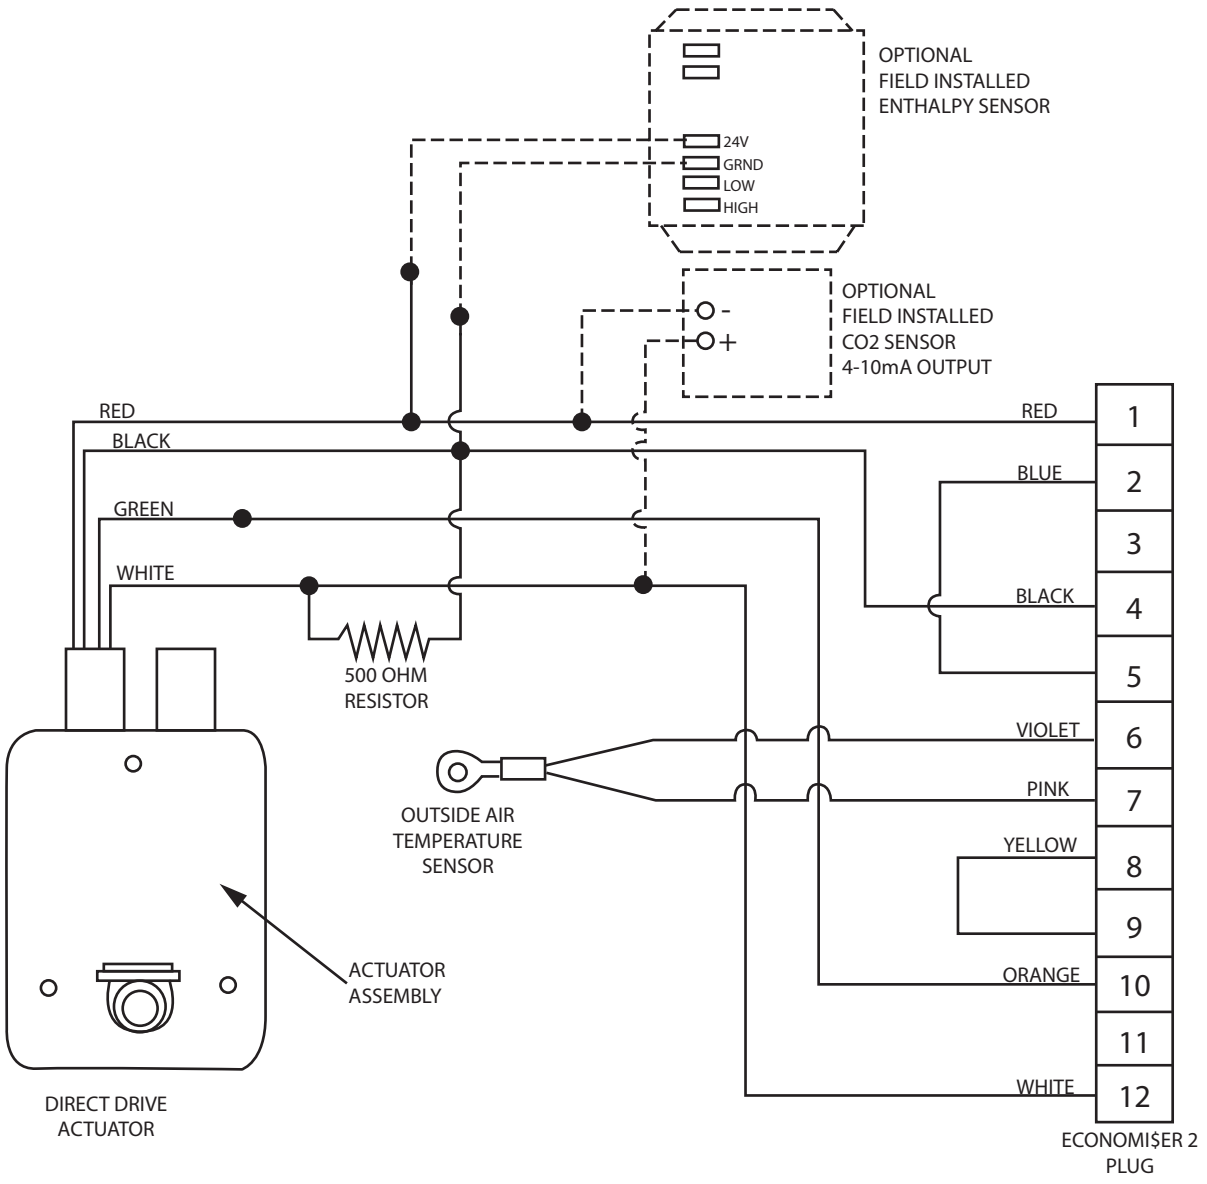 OPTIONAL
FIELD INSTALLED
ENTHALPY SENSOR
24V
GRND
LOW
HIGH
OPTIONAL
FIELD INSTALLED
CO2 SENSOR
4-10mA OUTPUT
-
+
RED
BLACK
GREEN
WHITE
500 OHM
RESISTOR
OUTSIDE AIR
TEMPERATURE
SENSOR
ACTUATOR
ASSEMBLY
DIRECT DRIVE
ACTUATOR
RED 1
BLUE 2
3
BLACK 4
5
VIOLET 6
PINK 7
YELLOW 8
9
ORANGE 10
11
WHITE 12
ECONOMI$ER 2
PLUG